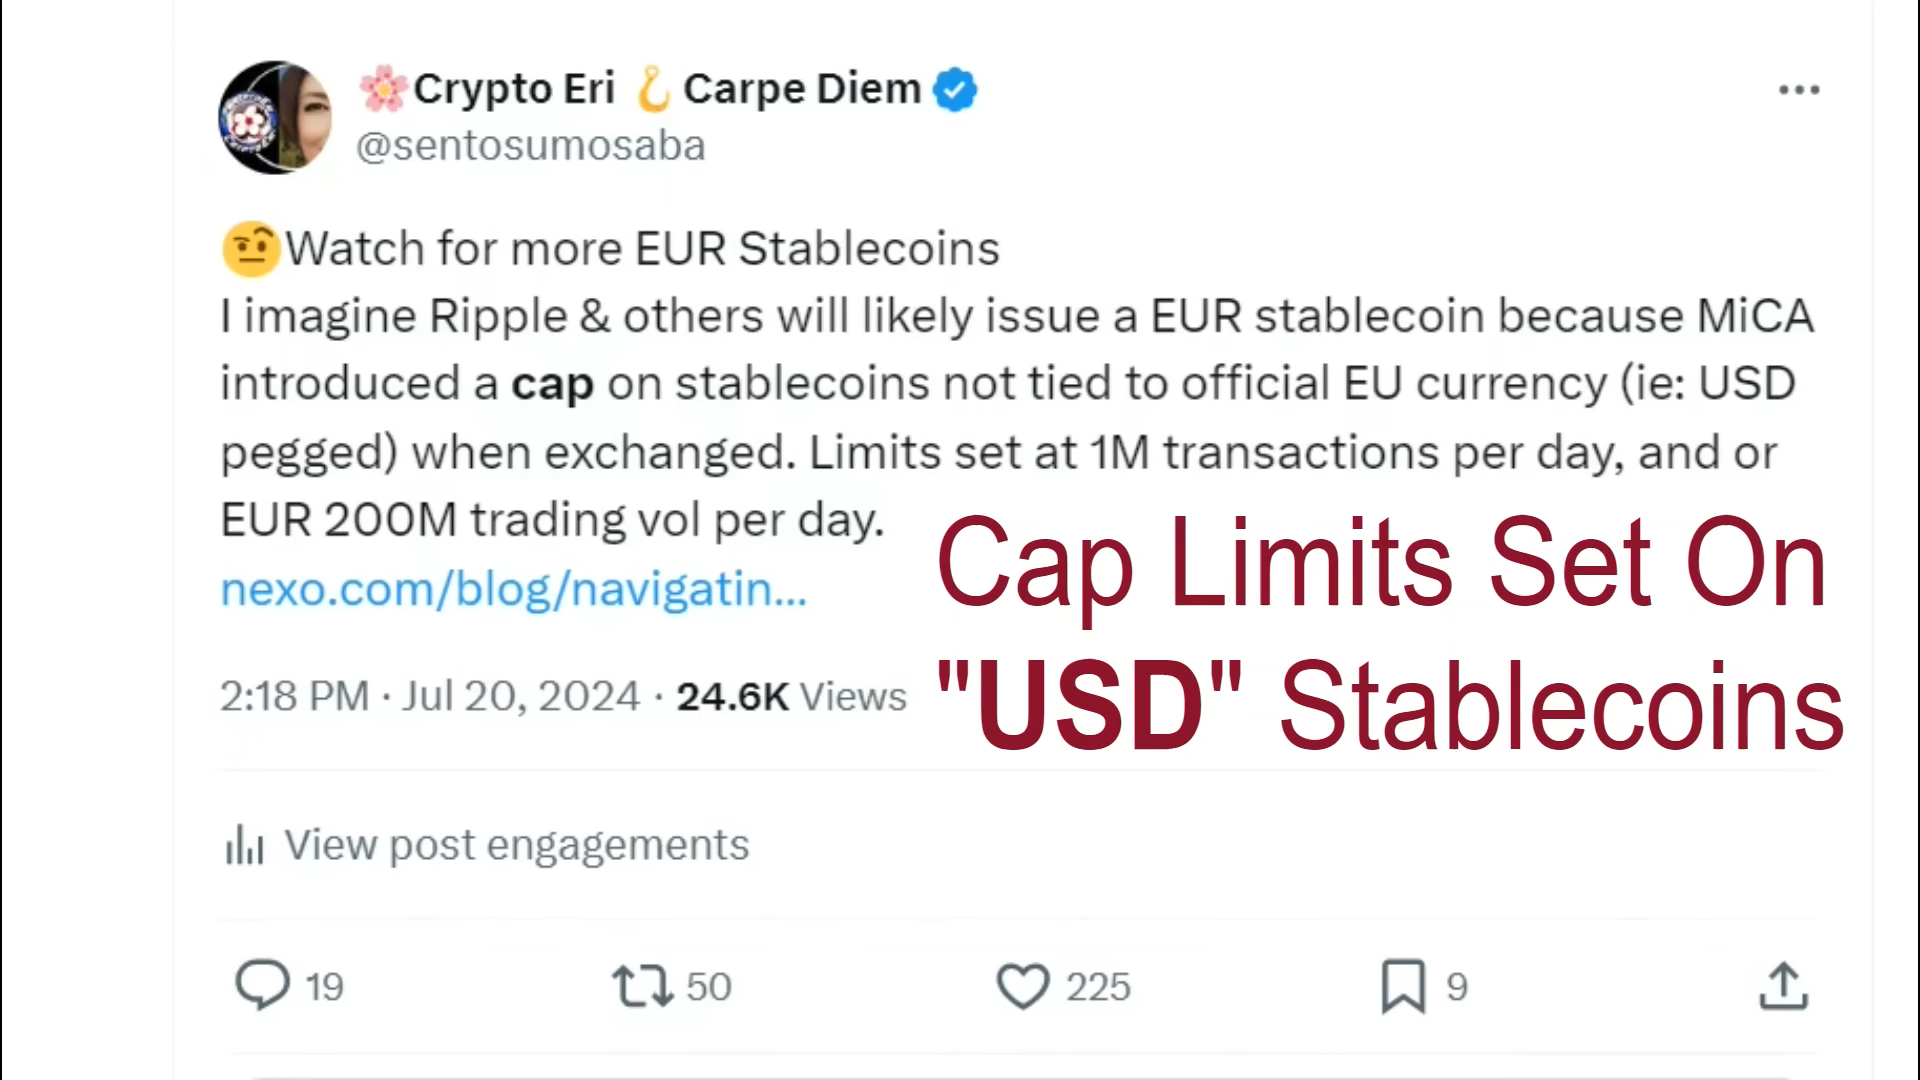 🌸Crypto Eri 🪝Carpe Diem
@sentosumosaba
🤨Watch for more EUR Stablecoins
I imagine Ripple & others will likely issue a EUR stablecoin because MiCA
introduced a cap on stablecoins not tied to official EU currency (ie: USD
pegged) when exchanged. Limits set at 1M transactions per day, and or
EUR 200M trading vol per day.
nexo.com/blog/navigatin...
Cap Limits Set On
"USD" Stablecoins
2:18 PM · Jul 20, 2024 · 24.6K Views
View post engagements
19 50 225 9